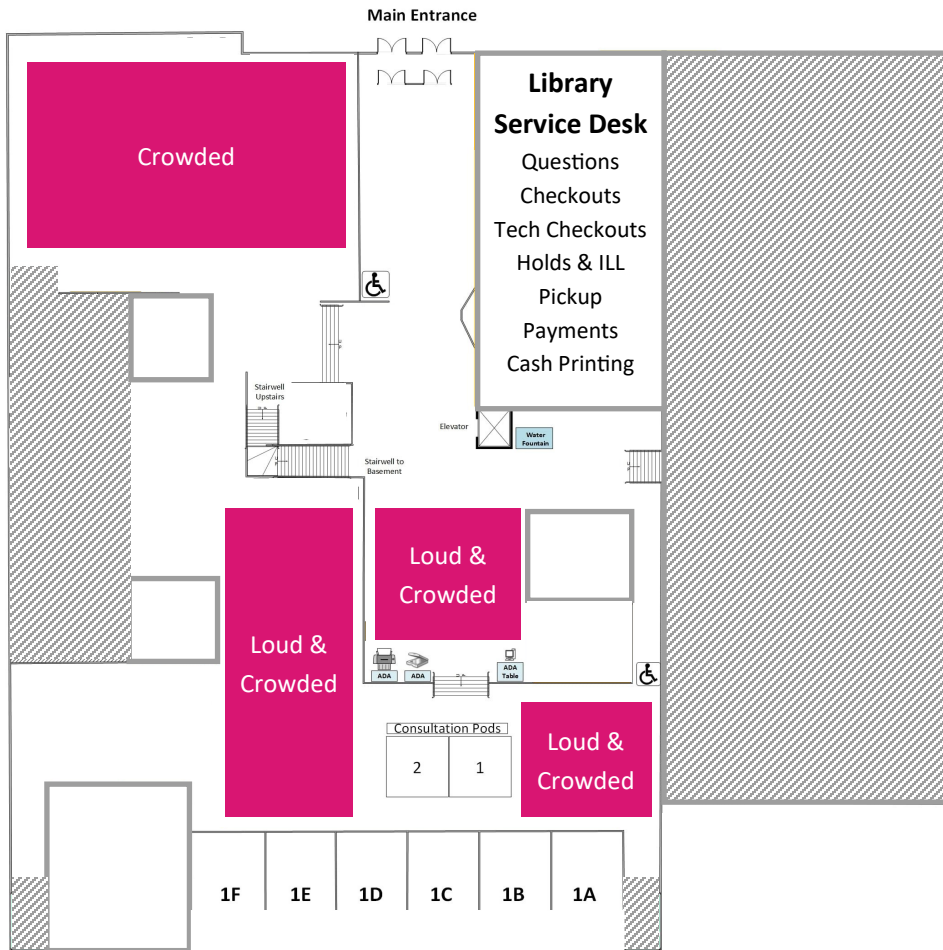 Main Entrance
Crowded
Library
Service Desk
Questions
Checkouts
Tech Checkouts
Holds & ILL
Pickup
Payments
Cash Printing
Stairwell
Upstairs
Elevator
Water
Fountain
Stairwell to
Basement
Loud &
Crowded
Loud &
Crowded
ADA
ADA
ADA
Table
Consultation Pods
2
1
Loud &
Crowded
1F
1E
1D
1C
1B
1A